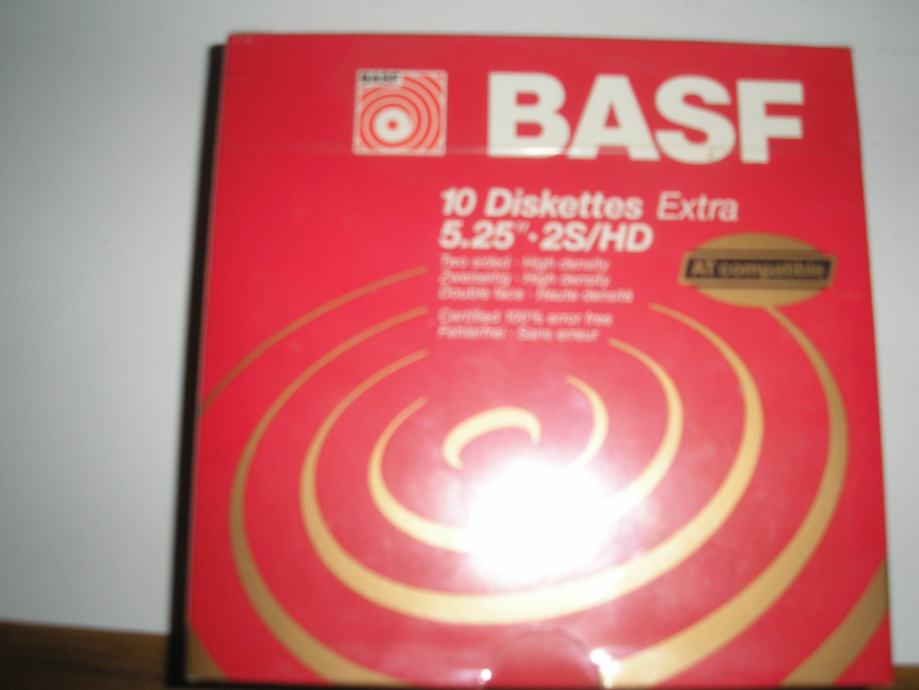 BASF
BASF
10 Diskettes Extra
5.25"·2S/HD
AT compatible
Two sided · High density
Zweiseitig · High density
Double face · Haute densité
Certified 100% error free
Fehlerfrei · Sans erreur